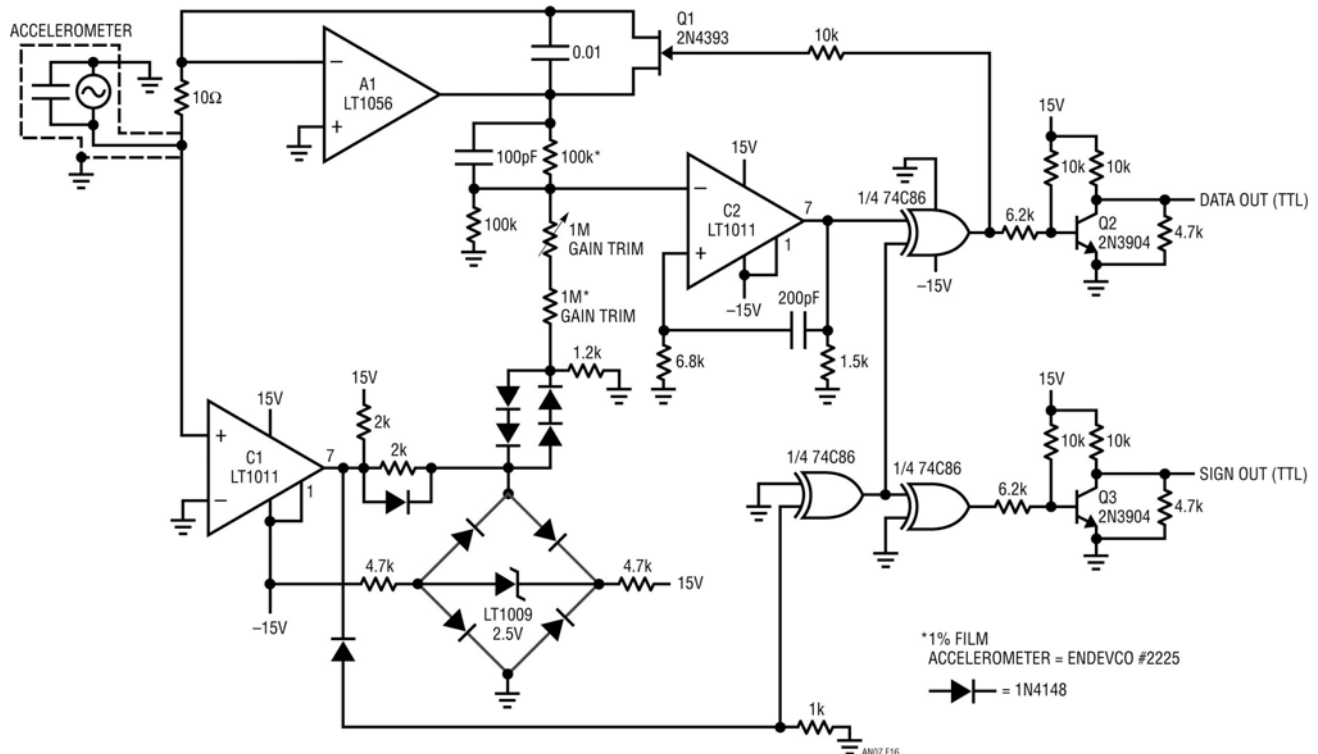 ACCELEROMETER
10Ω
A1
LT1056
−
+
0.01
Q1
2N4393
10k
100pF
100k*
100k
1M
GAIN TRIM
1M*
GAIN TRIM
1.2k
15V
C2
LT1011
−
+
7
1
−15V
200pF
6.8k
1.5k
1/4 74C86
−15V
6.2k
15V
10k
10k
Q2
2N3904
4.7k
DATA OUT (TTL)
15V
C1
LT1011
+
−
7
1
−15V
15V
2k
2k
4.7k
LT1009
2.5V
4.7k
15V
1/4 74C86
1/4 74C86
6.2k
15V
10k
10k
Q3
2N3904
4.7k
SIGN OUT (TTL)
1k
*1% FILM
ACCELEROMETER = ENDEVCO #2225
= 1N4148
AN07 F16